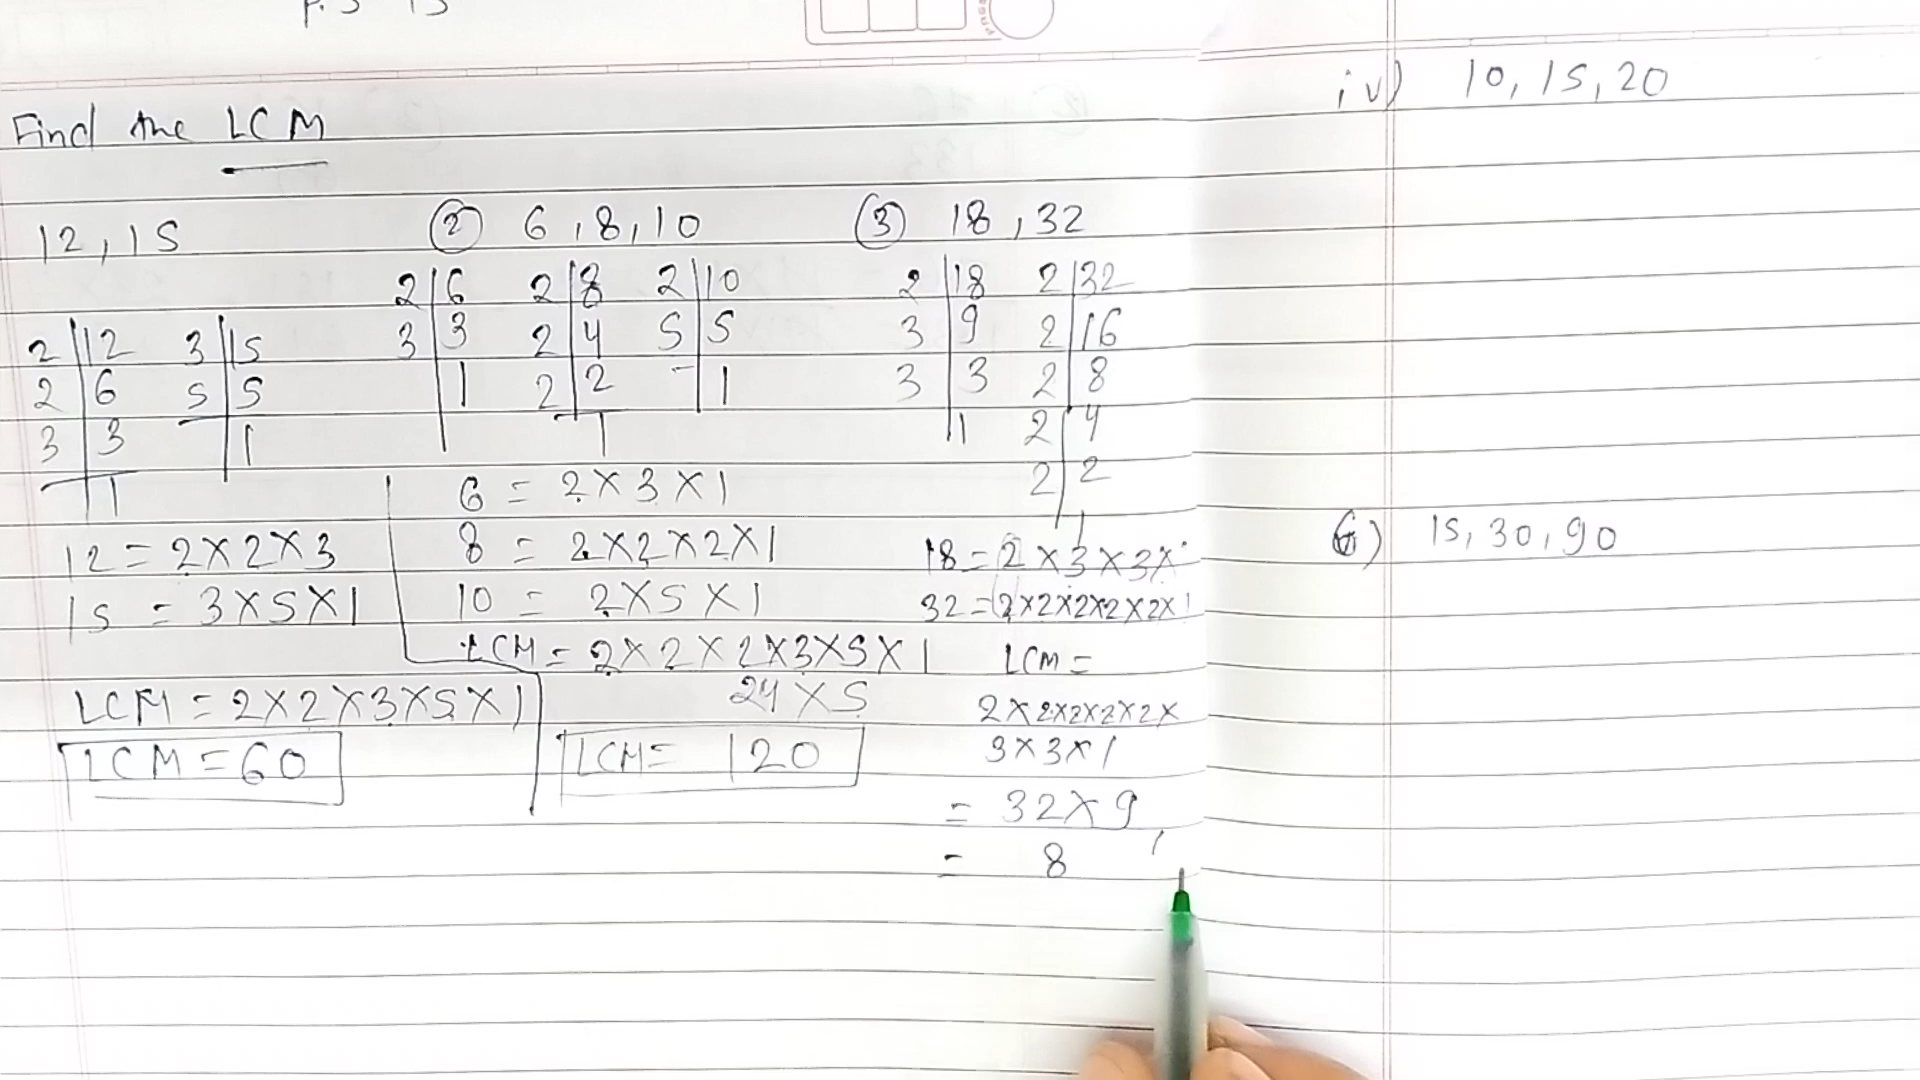 Find the LCM
12, 15
2 | 12
2 | 6
3 | 3
1
3 | 15
5 | 5
1
12 = 2×2×3
15 = 3×5×1
LCM = 2×2×3×5×1
LCM = 60
② 6, 8, 10
2 | 6
3 | 3
1
2 | 8
2 | 4
2 | 2
1
2 | 10
5 | 5
1
6 = 2×3×1
8 = 2×2×2×1
10 = 2×5×1
LCM = 2×2×2×3×5×1
24×5
LCM = 120
③ 18, 32
2 | 18
3 | 9
3 | 3
1
2 | 32
2 | 16
2 | 8
2 | 4
2 | 2
1
18 = 2×3×3×
32 = 2×2×2×2×2×1
LCM =
2×2×2×2×2×
3×3×1
= 32×9
= 8
iv) 10, 15, 20
15, 30, 90